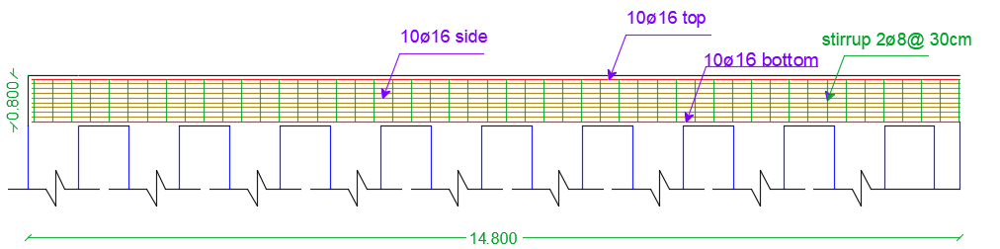 10ø16 top
10ø16 side
stirrup 2ø8@ 30cm
10ø16 bottom
0.800
14.800